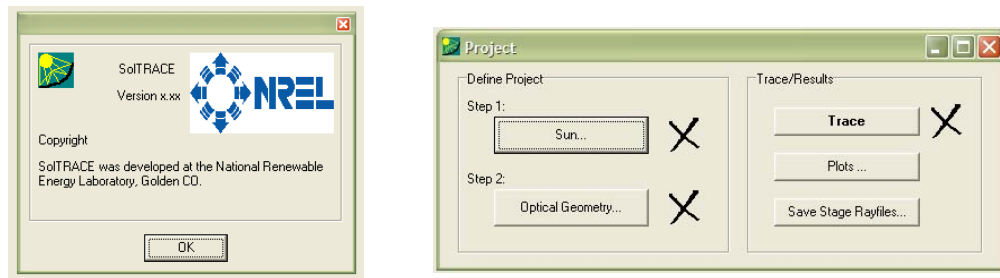 SolTRACE
Version x.xx
NREL
Copyright
SolTRACE was developed at the National Renewable
Energy Laboratory, Golden CO.
OK
Project
Define Project
Step 1:
Sun...
Step 2:
Optical Geometry...
Trace/Results
Trace
Plots ...
Save Stage Rayfiles...